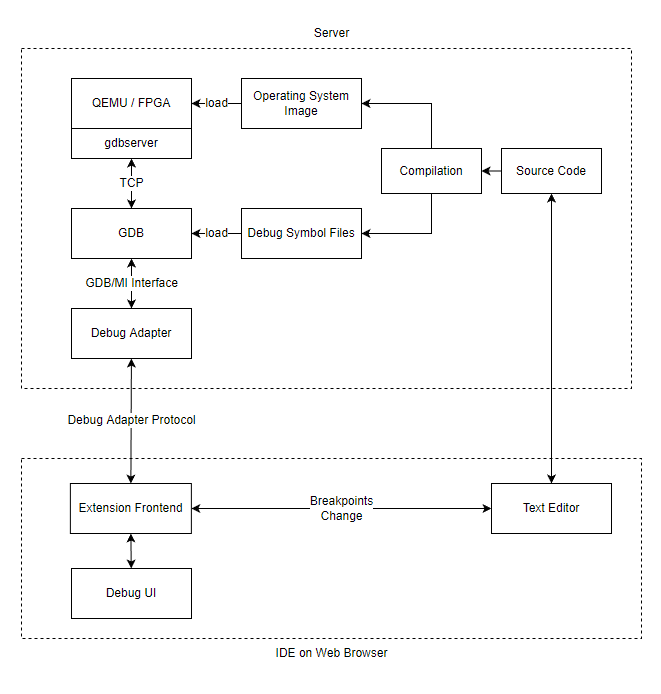 Server
QEMU / FPGA
load
Operating System
Image
gdbserver
Compilation
Source Code
TCP
GDB
load
Debug Symbol Files
GDB/MI Interface
Debug Adapter
Debug Adapter Protocol
Extension Frontend
Breakpoints
Change
Text Editor
Debug UI
IDE on Web Browser